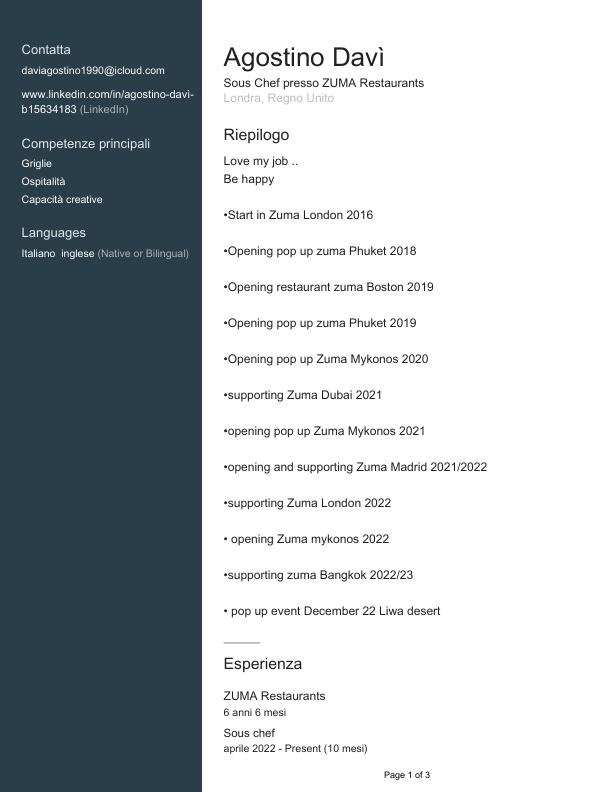 Contatta
daviagostino1990@icloud.com
www.linkedin.com/in/agostino-davì-
b15634183 (LinkedIn)
Competenze principali
Griglie
Ospitalità
Capacità creative
Languages
Italiano  inglese (Native or Bilingual)
Agostino Davì
Sous Chef presso ZUMA Restaurants
Londra, Regno Unito
Riepilogo
Love my job ..
Be happy
•Start in Zuma London 2016
•Opening pop up zuma Phuket 2018
•Opening restaurant zuma Boston 2019
•Opening pop up zuma Phuket 2019
•Opening pop up Zuma Mykonos 2020
•supporting Zuma Dubai 2021
•opening pop up Zuma Mykonos 2021
•opening and supporting Zuma Madrid 2021/2022
•supporting Zuma London 2022
• opening Zuma mykonos 2022
•supporting zuma Bangkok 2022/23
• pop up event December 22 Liwa desert
Esperienza
ZUMA Restaurants
6 anni 6 mesi
Sous chef
aprile 2022 - Present (10 mesi)
Page 1 of 3